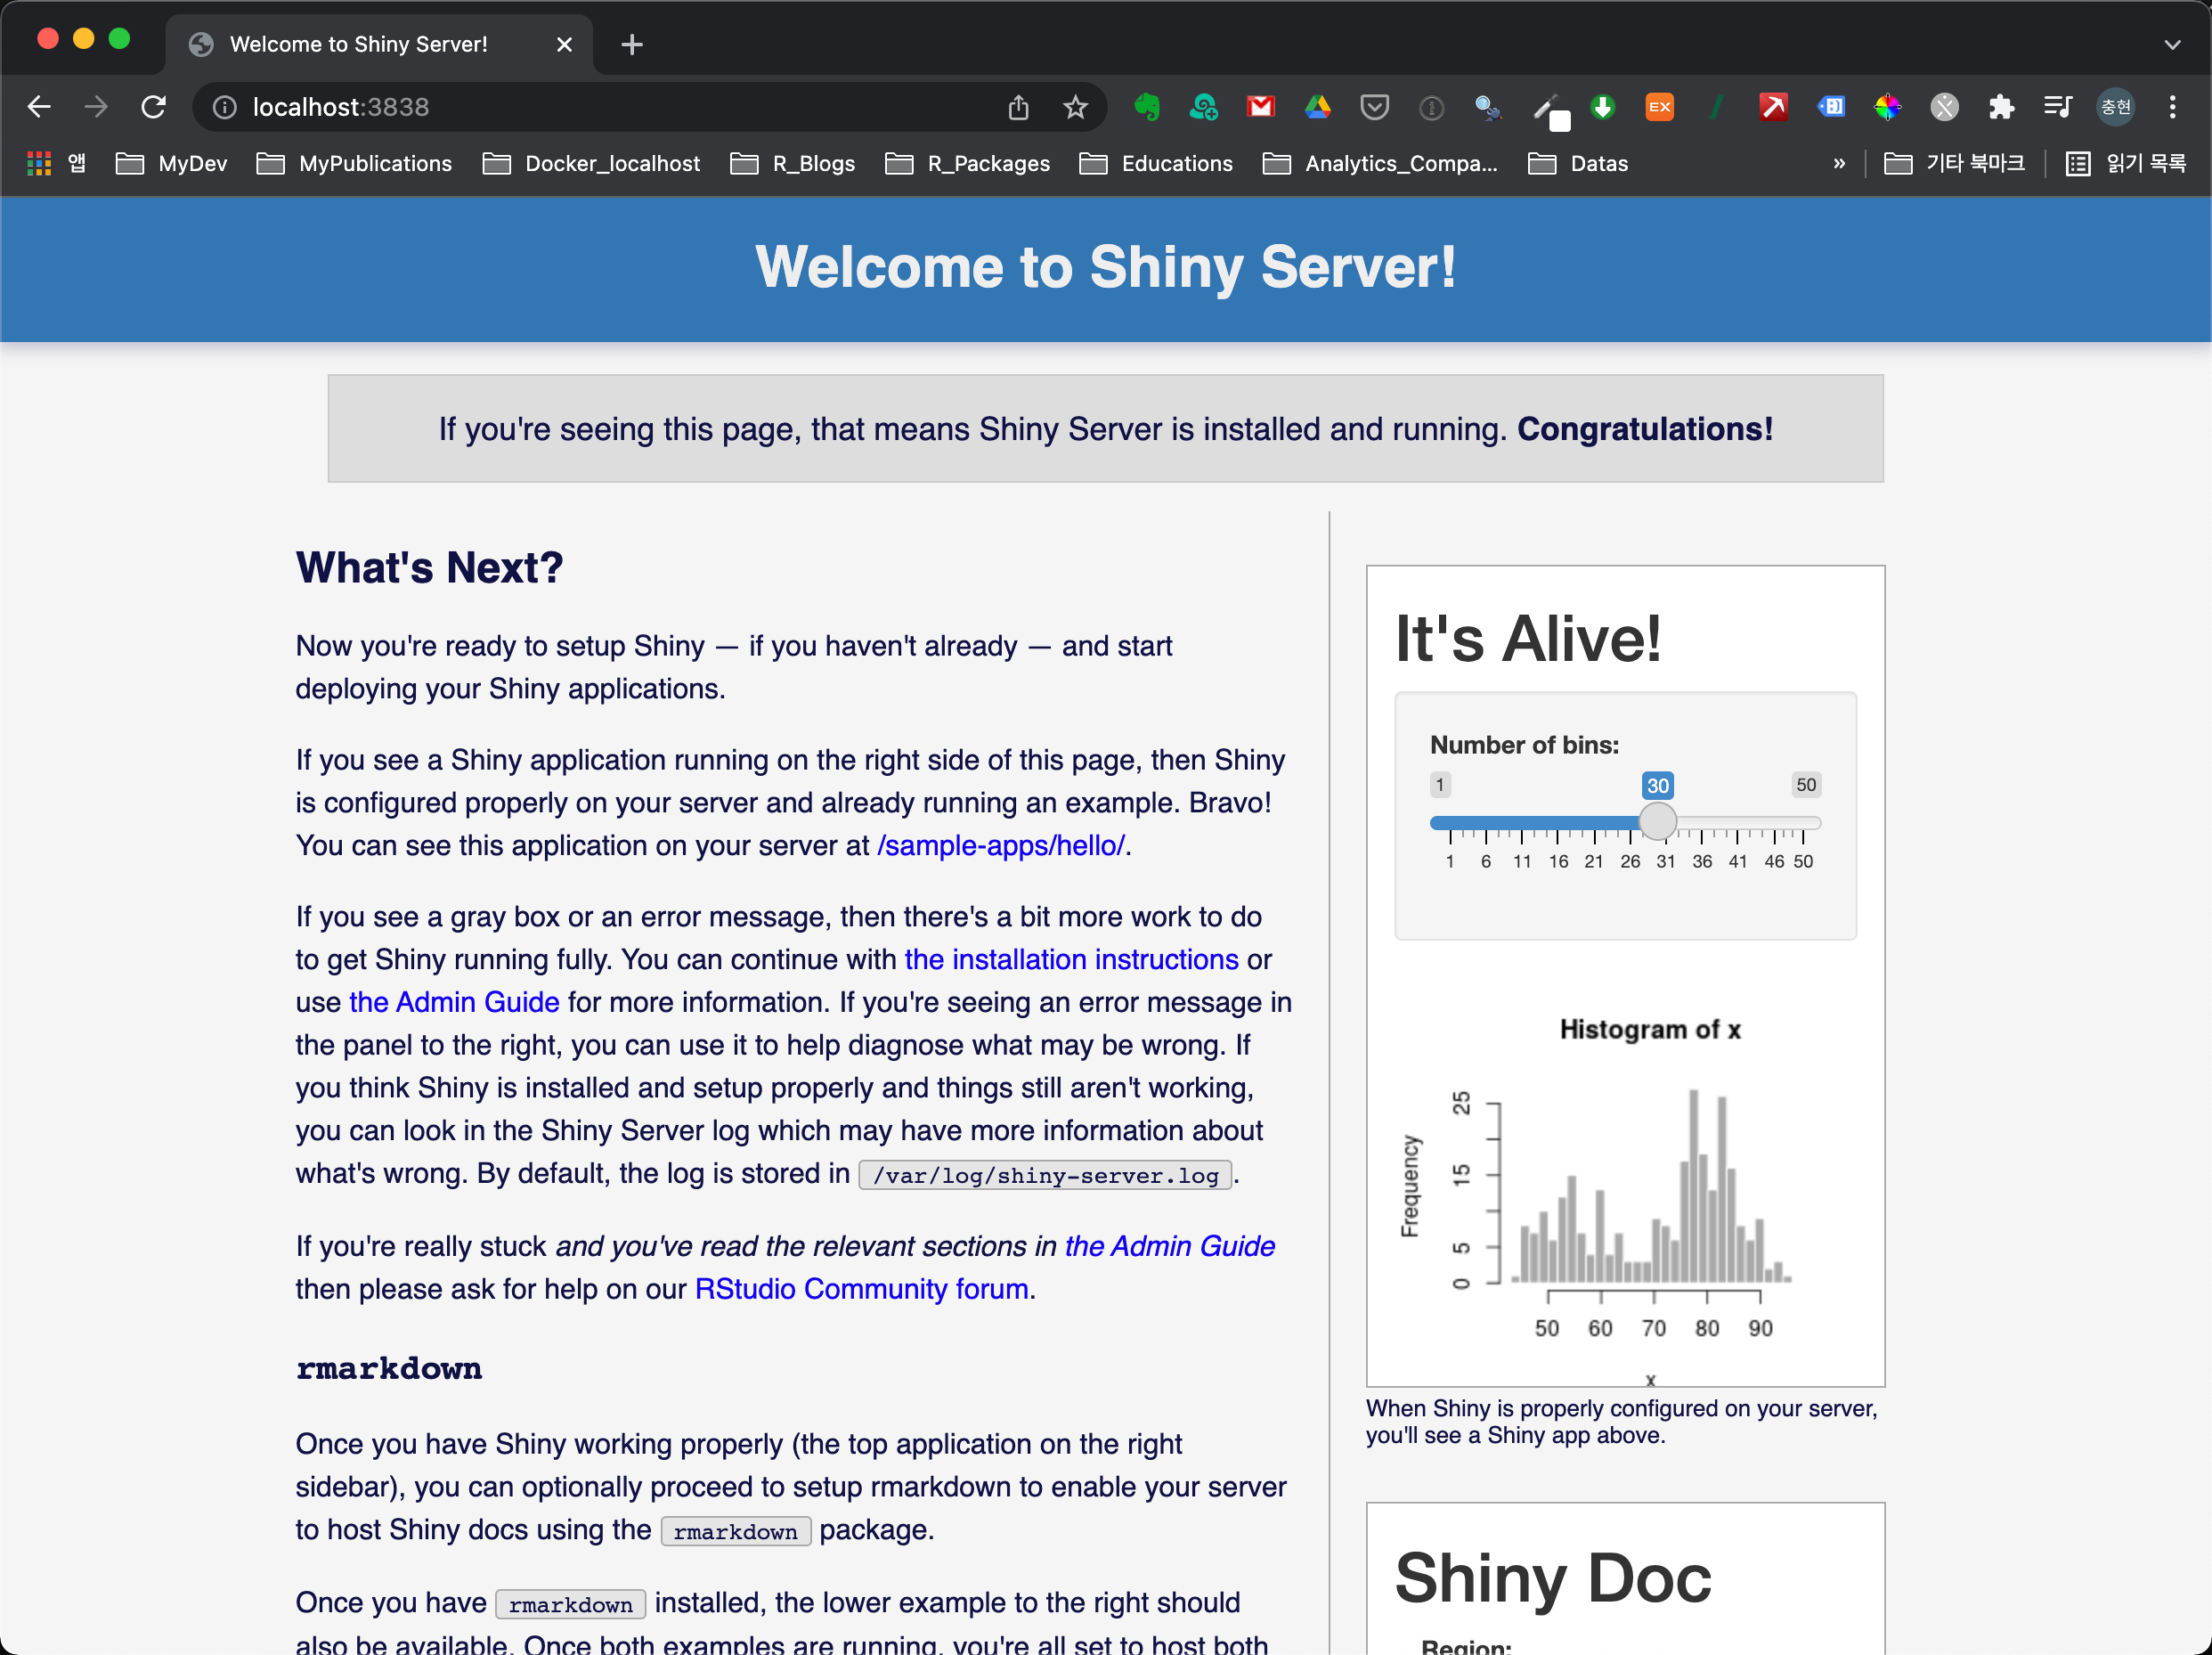 Welcome to Shiny Server!
localhost:3838
EX
충현
앱
MyDev
MyPublications
Docker_localhost
R_Blogs
R_Packages
Educations
Analytics_Compa...
Datas
»
기타 북마크
읽기 목록
Welcome to Shiny Server!
If you're seeing this page, that means Shiny Server is installed and running. Congratulations!
What's Next?
Now you're ready to setup Shiny — if you haven't already — and start
deploying your Shiny applications.
If you see a Shiny application running on the right side of this page, then Shiny
is configured properly on your server and already running an example. Bravo!
You can see this application on your server at /sample-apps/hello/.
If you see a gray box or an error message, then there's a bit more work to do
to get Shiny running fully. You can continue with the installation instructions or
use the Admin Guide for more information. If you're seeing an error message in
the panel to the right, you can use it to help diagnose what may be wrong. If
you think Shiny is installed and setup properly and things still aren't working,
you can look in the Shiny Server log which may have more information about
what's wrong. By default, the log is stored in /var/log/shiny-server.log.
If you're really stuck and you've read the relevant sections in the Admin Guide
then please ask for help on our RStudio Community forum.
rmarkdown
Once you have Shiny working properly (the top application on the right
sidebar), you can optionally proceed to setup rmarkdown to enable your server
to host Shiny docs using the rmarkdown package.
Once you have rmarkdown installed, the lower example to the right should
also be available. Once both examples are running, you're all set to host both
It's Alive!
Number of bins:
1 30 50
1 6 11 16 21 26 31 36 41 46 50
Histogram of x
Frequency
25
15
5
0
50 60 70 80 90
x
When Shiny is properly configured on your server,
you'll see a Shiny app above.
Shiny Doc
Region: